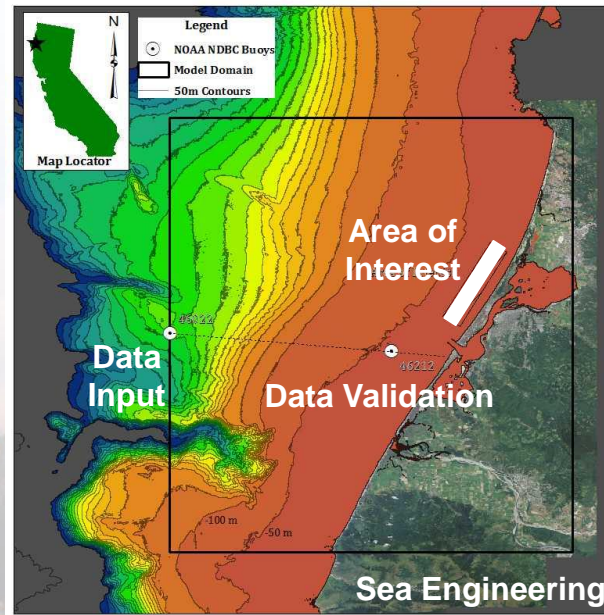 N
Map Locator
Legend
NOAA NDBC Buoys
Model Domain
50m Contours
Area of
Interest
46022
Data
Input
46212
Data Validation
-100 m
-50 m
Sea Engineering